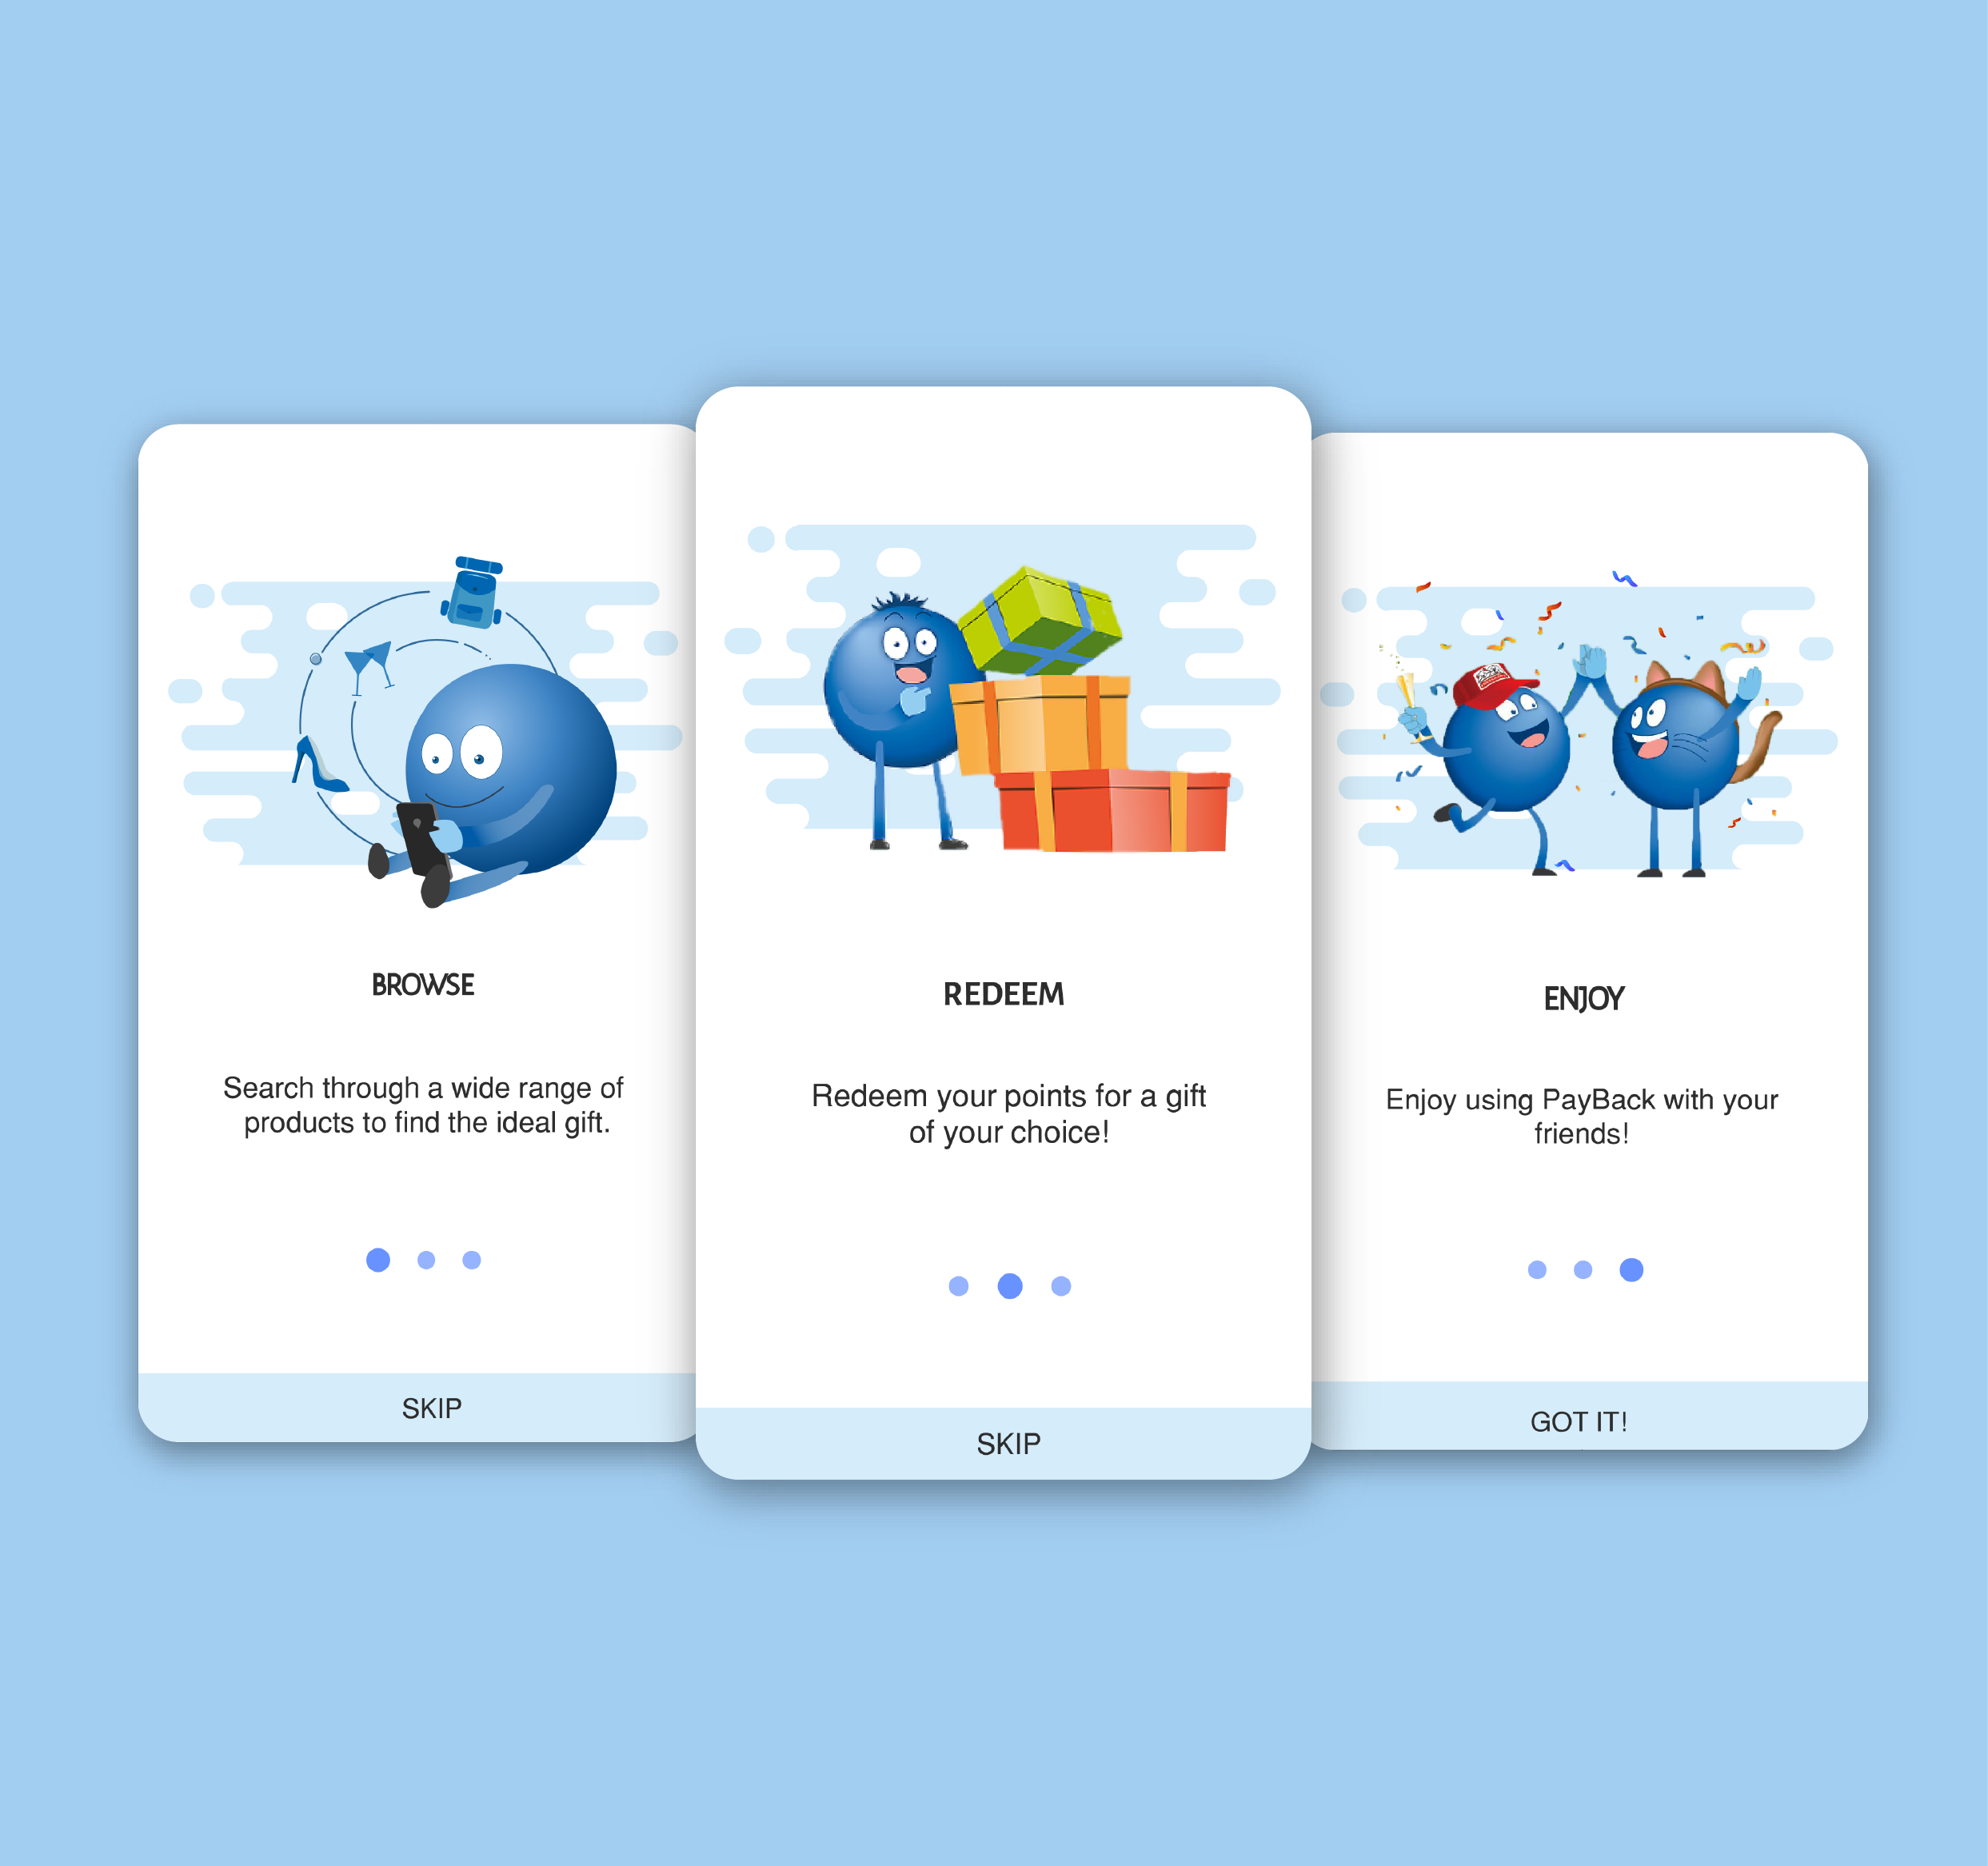 BROWSE
Search through a wide range of
products to find the ideal gift.
SKIP
REDEEM
Redeem your points for a gift
of your choice!
SKIP
ENJOY
Enjoy using PayBack with your
friends!
GOT IT!